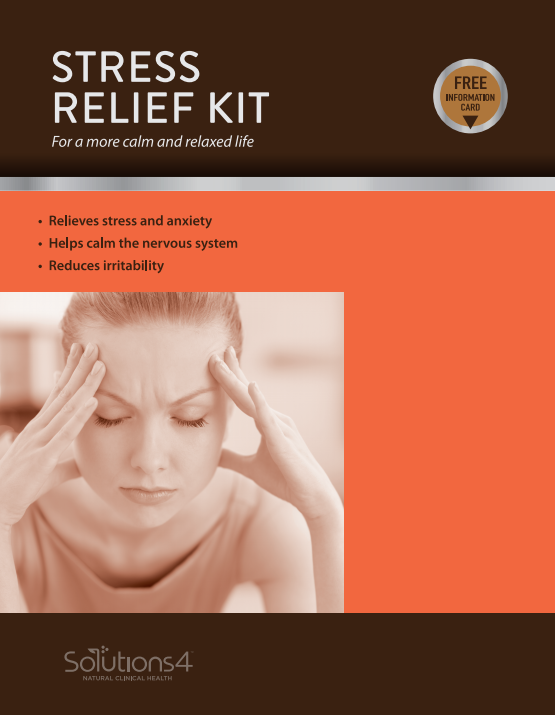 STRESS
RELIEF KIT
For a more calm and relaxed life
FREE
INFORMATION
CARD
• Relieves stress and anxiety
• Helps calm the nervous system
• Reduces irritability
Solutions4
NATURAL CLINICAL HEALTH